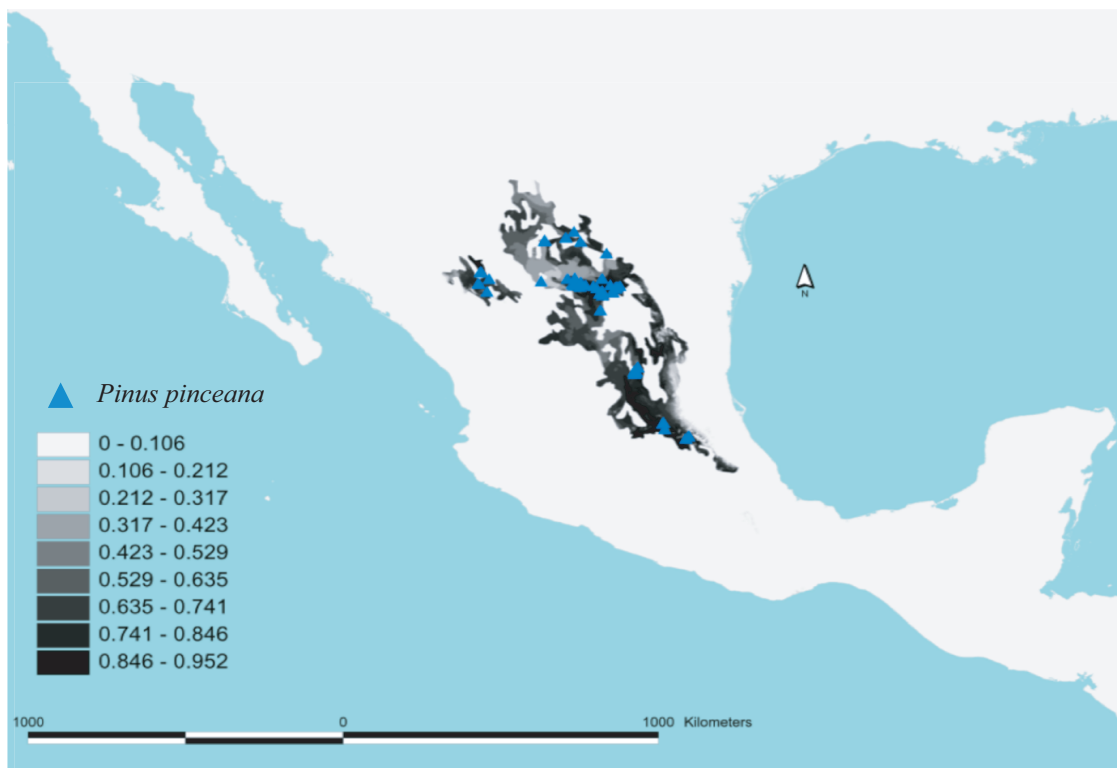 N
Pinus pinceana
0 - 0.106
0.106 - 0.212
0.212 - 0.317
0.317 - 0.423
0.423 - 0.529
0.529 - 0.635
0.635 - 0.741
0.741 - 0.846
0.846 - 0.952
1000 0 1000 Kilometers